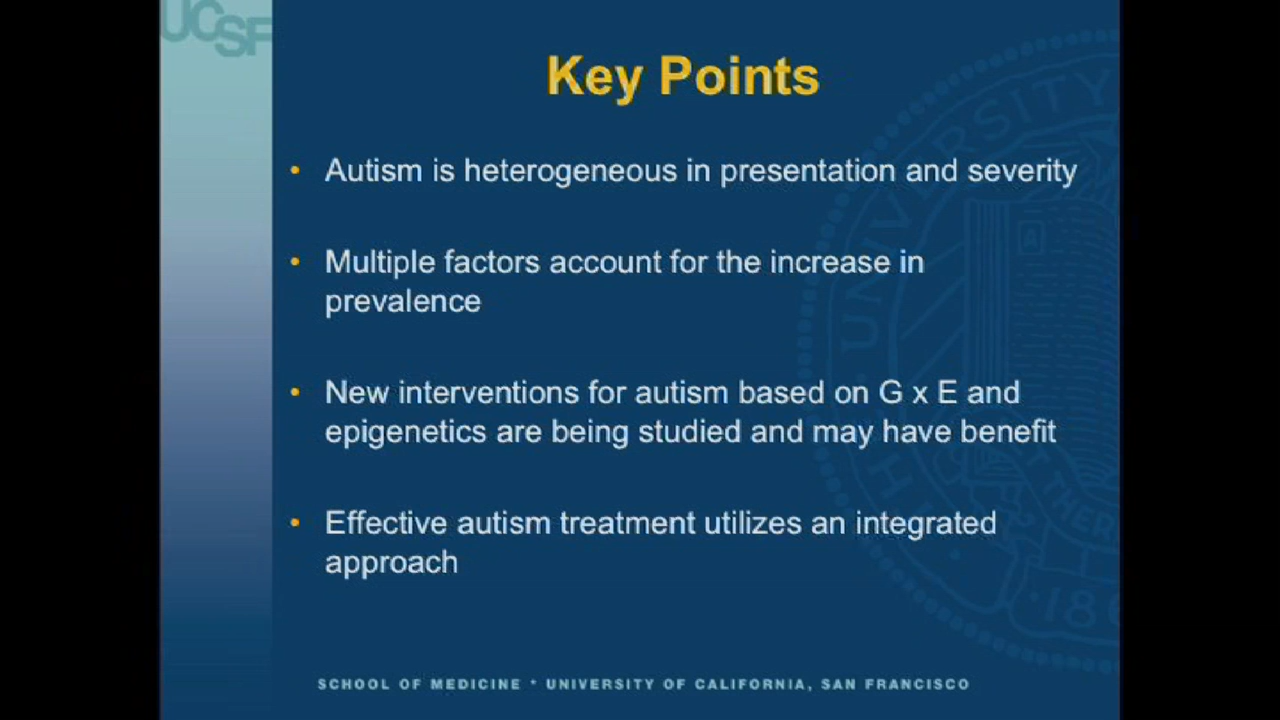 UCSF
Key Points
• Autism is heterogeneous in presentation and severity
• Multiple factors account for the increase in
prevalence
• New interventions for autism based on G x E and
epigenetics are being studied and may have benefit
• Effective autism treatment utilizes an integrated
approach
SCHOOL OF MEDICINE * UNIVERSITY OF CALIFORNIA, SAN FRANCISCO